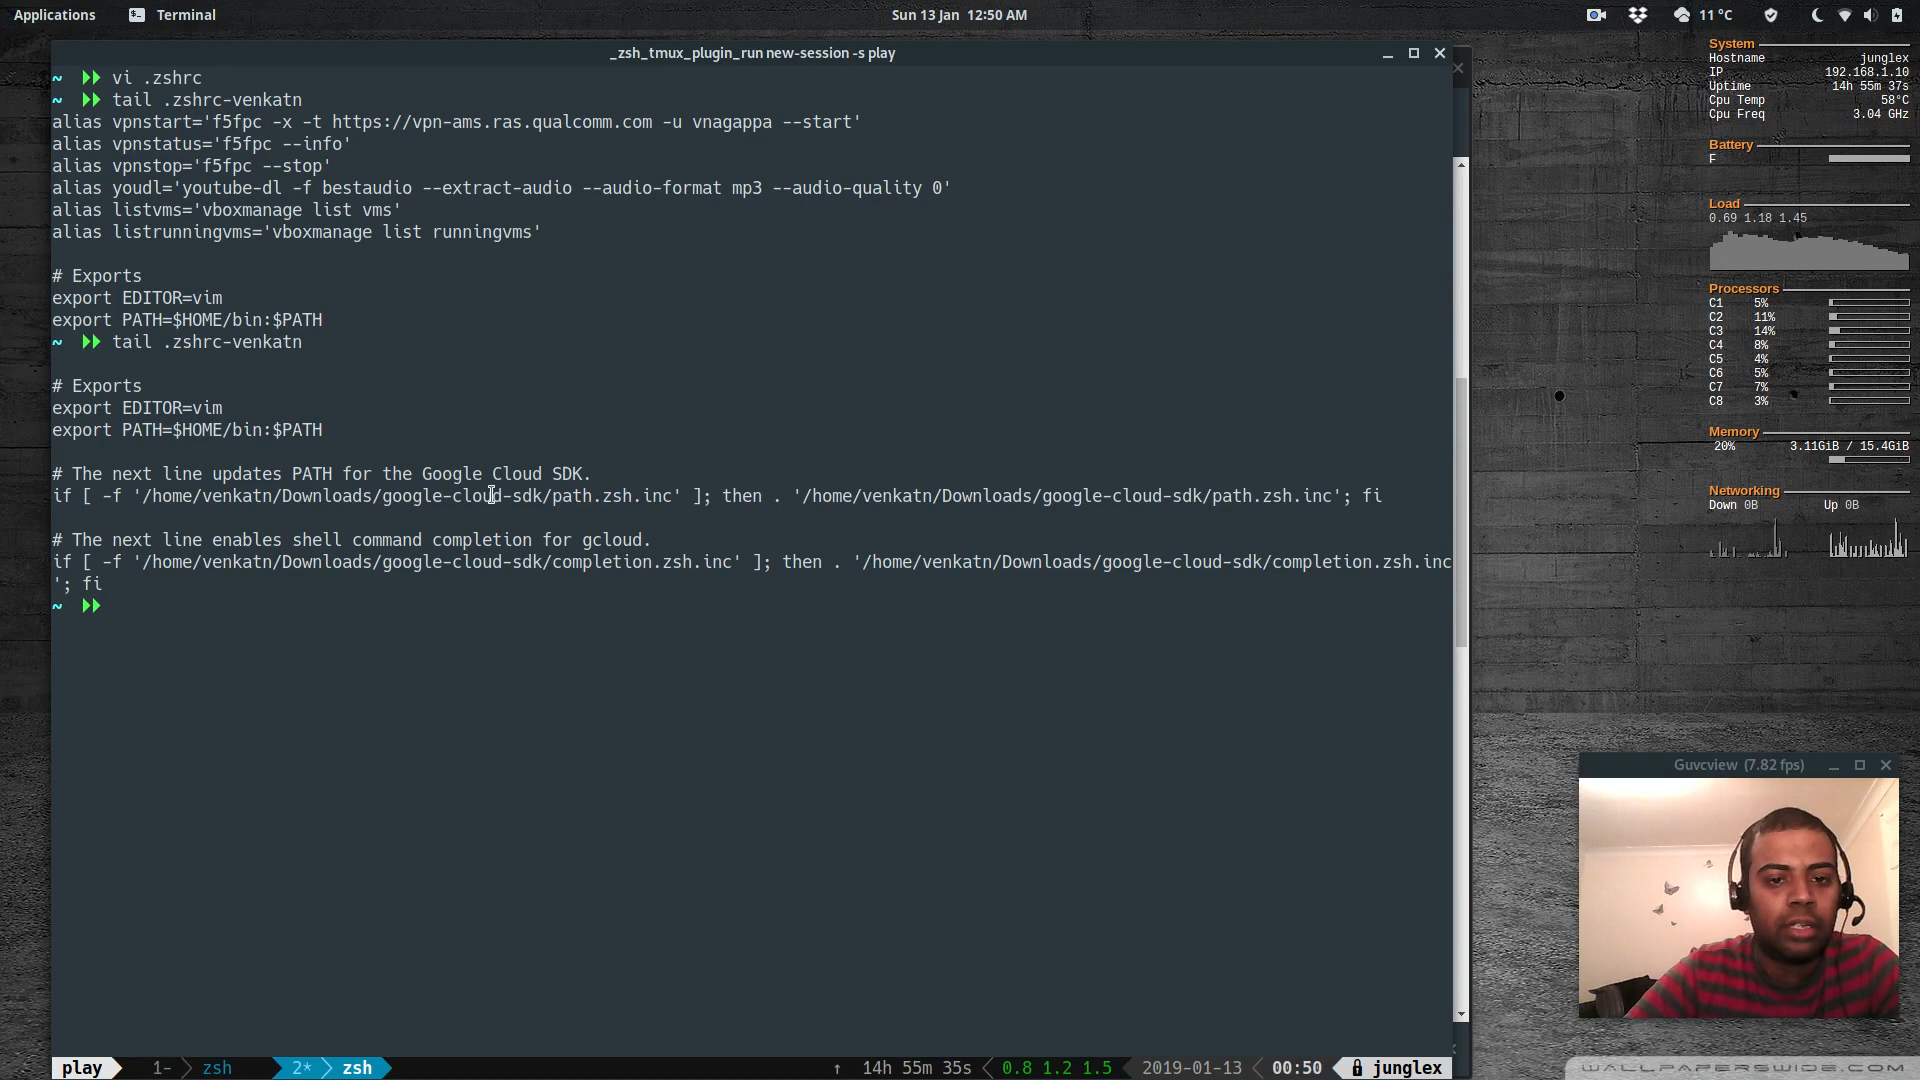 Applications
Terminal
Sun 13 Jan 12:50 AM
11 °C
_zsh_tmux_plugin_run new-session -s play
~ vi .zshrc
~ tail .zshrc-venkatn
alias vpnstart='f5fpc -x -t https://vpn-ams.ras.qualcomm.com -u vnagappa --start'
alias vpnstatus='f5fpc --info'
alias vpnstop='f5fpc --stop'
alias youdl='youtube-dl -f bestaudio --extract-audio --audio-format mp3 --audio-quality 0'
alias listvms='vboxmanage list vms'
alias listrunningvms='vboxmanage list runningvms'
# Exports
export EDITOR=vim
export PATH=$HOME/bin:$PATH
~ tail .zshrc-venkatn
# Exports
export EDITOR=vim
export PATH=$HOME/bin:$PATH
# The next line updates PATH for the Google Cloud SDK.
if [ -f '/home/venkatn/Downloads/google-cloud-sdk/path.zsh.inc' ]; then . '/home/venkatn/Downloads/google-cloud-sdk/path.zsh.inc'; fi
# The next line enables shell command completion for gcloud.
if [ -f '/home/venkatn/Downloads/google-cloud-sdk/completion.zsh.inc' ]; then . '/home/venkatn/Downloads/google-cloud-sdk/completion.zsh.inc
'; fi
~
play 1- zsh 2* zsh ↑ 14h 55m 35s 0.8 1.2 1.5 2019-01-13 00:50 junglex
System
Hostname junglex
IP 192.168.1.10
Uptime 14h 55m 37s
Cpu Temp 58°C
Cpu Freq 3.04 GHz
Battery
F
Load
0.69 1.18 1.45
Processors
C1 5%
C2 11%
C3 14%
C4 8%
C5 4%
C6 5%
C7 7%
C8 3%
Memory
20% 3.11GiB / 15.4GiB
Networking
Down 0B Up 0B
Guvcview (7.82 fps)
WALLPAPERSWIDE.COM